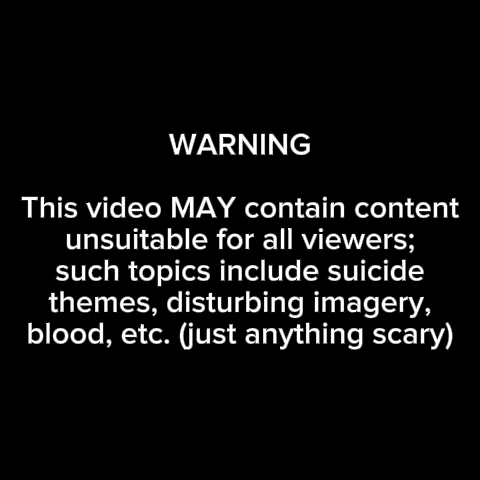 WARNING
This video MAY contain content
unsuitable for all viewers;
such topics include suicide
themes, disturbing imagery,
blood, etc. (just anything scary)